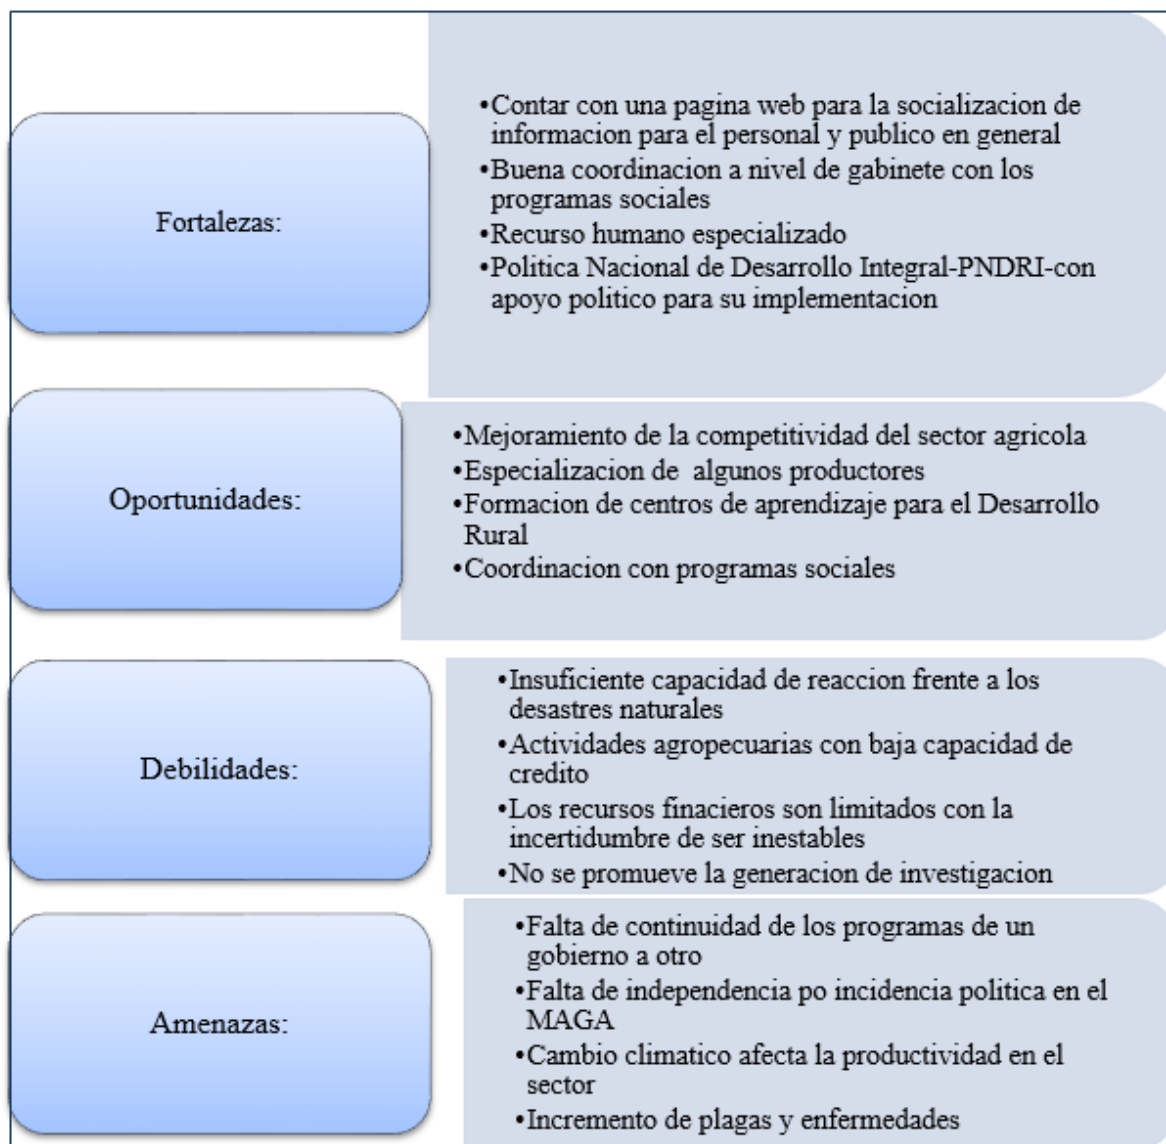 Fortalezas:
•Contar con una pagina web para la socializacion de
informacion para el personal y publico en general
•Buena coordinacion a nivel de gabinete con los
programas sociales
•Recurso humano especializado
•Politica Nacional de Desarrollo Integral-PNDRI-con
apoyo politico para su implementacion
Oportunidades:
•Mejoramiento de la competitividad del sector agricola
•Especializacion de  algunos productores
•Formacion de centros de aprendizaje para el Desarrollo
Rural
•Coordinacion con programas sociales
Debilidades:
•Insuficiente capacidad de reaccion frente a los
desastres naturales
•Actividades agropecuarias con baja capacidad de
credito
•Los recursos finacieros son limitados con la
incertidumbre de ser inestables
•No se promueve la generacion de investigacion
Amenazas:
•Falta de continuidad de los programas de un
gobierno a otro
•Falta de independencia po incidencia politica en el
MAGA
•Cambio climatico afecta la productividad en el
sector
•Incremento de plagas y enfermedades